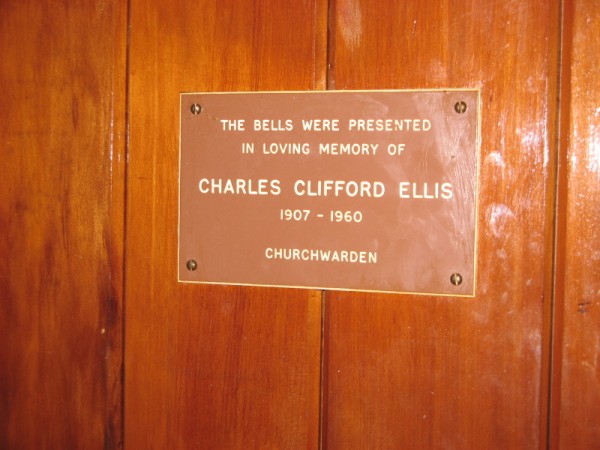 THE BELLS WERE PRESENTED
IN LOVING MEMORY OF
CHARLES CLIFFORD ELLIS
1907 - 1960
CHURCHWARDEN